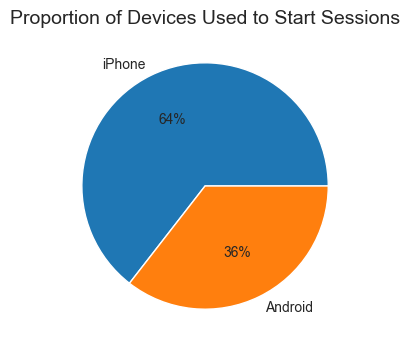 Proportion of Devices Used to Start Sessions
iPhone
64%
36%
Android